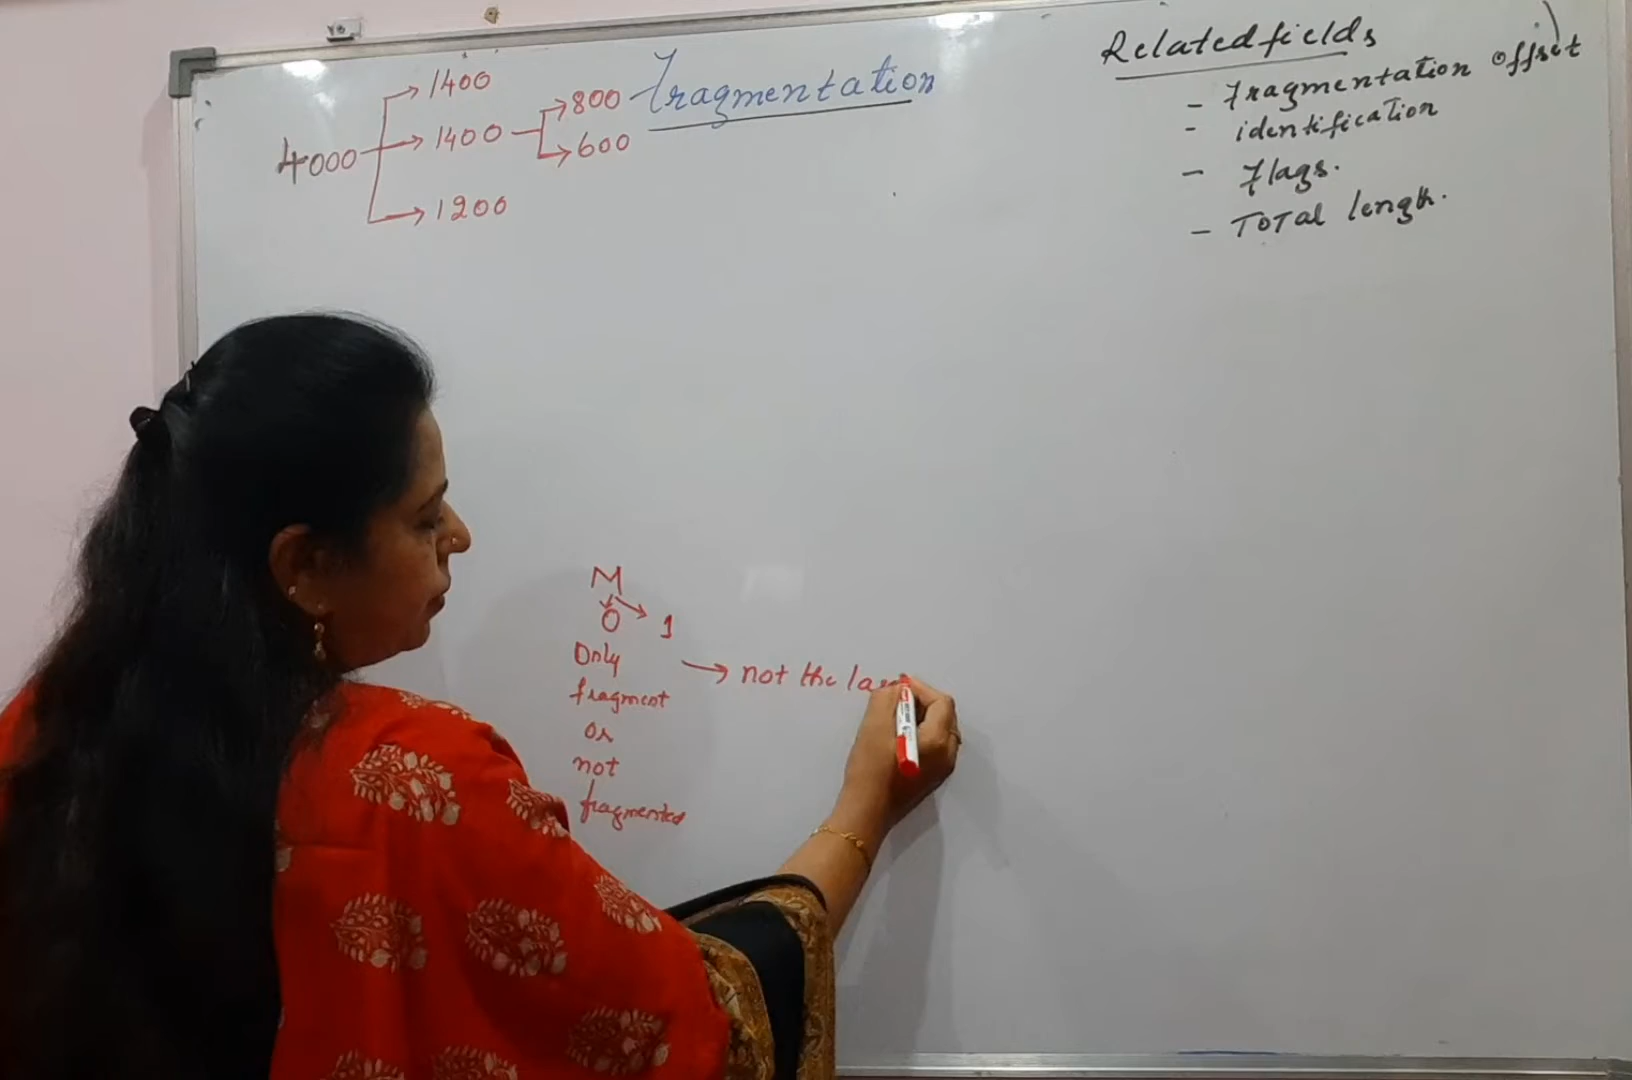 Fragmentation
4000
1400
1400
800
600
1200
Related fields
- Fragmentation offset
- identification
- Flags.
- Total length.
M
0
1
Only
fragment
or
not
fragmented
not the las